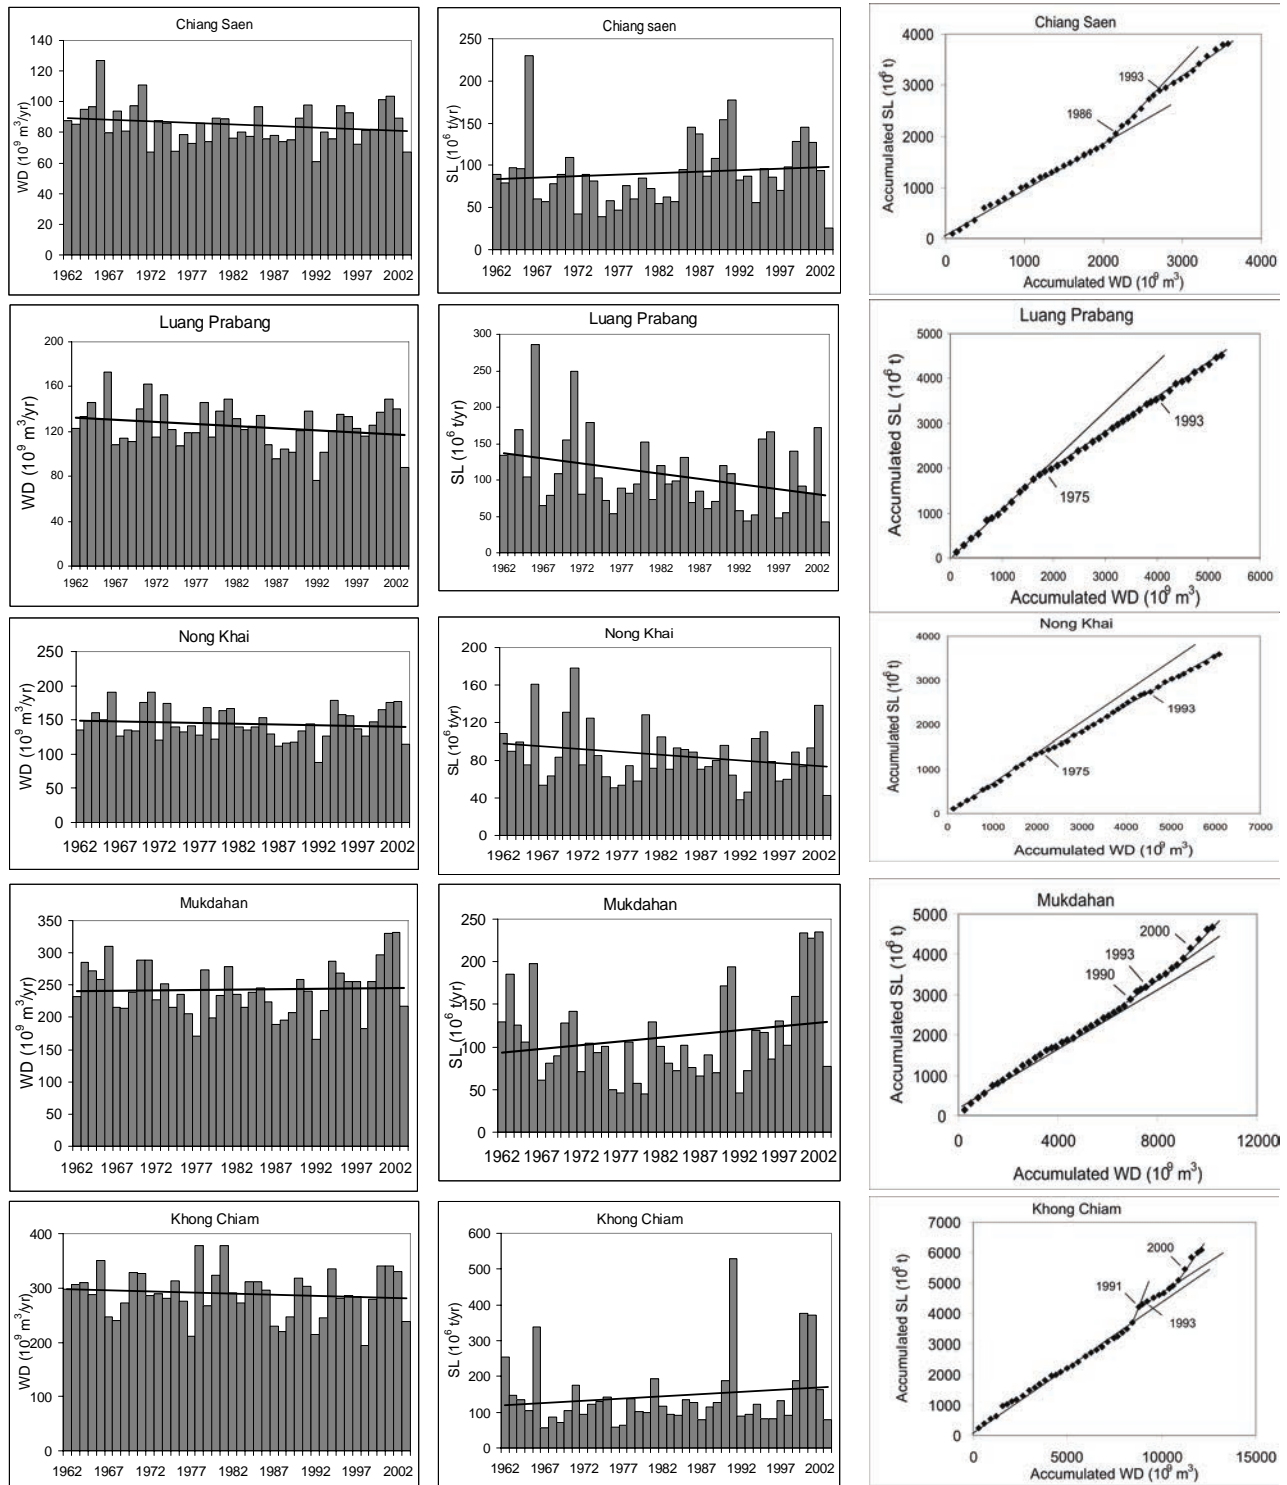 Chiang Saen
WD (10⁹ m³/yr)
140
120
100
80
60
40
20
0
1962 1967 1972 1977 1982 1987 1992 1997 2002
Chiang saen
SL (10⁶ t/yr)
250
200
150
100
50
0
1962 1967 1972 1977 1982 1987 1992 1997 2002
Chiang Saen
Accumulated SL (10⁶ t)
4000
3000
2000
1000
0
1993
1986
0 1000 2000 3000 4000
Accumulated WD (10⁹ m³)
Luang Prabang
WD (10⁹ m³/yr)
200
160
120
80
40
0
1962 1967 1972 1977 1982 1987 1992 1997 2002
Luang Prabang
SL (10⁶ t/yr)
300
250
200
150
100
50
0
1962 1967 1972 1977 1982 1987 1992 1997 2002
Luang Prabang
Accumulated SL (10⁶ t)
5000
4000
3000
2000
1000
0
1993
1975
0 1000 2000 3000 4000 5000 6000
Accumulated WD (10⁹ m³)
Nong Khai
WD (10⁹ m³/yr)
250
200
150
100
50
0
1962 1967 1972 1977 1982 1987 1992 1997 2002
Nong Khai
SL (10⁶ t/yr)
200
160
120
80
40
0
1962 1967 1972 1977 1982 1987 1992 1997 2002
Nong Khai
Accumulated SL (10⁶ t)
4000
3000
2000
1000
0
1993
1975
0 1000 2000 3000 4000 5000 6000 7000
Accumulated WD (10⁹ m³)
Mukdahan
WD (10⁹ m³/yr)
350
300
250
200
150
100
50
0
1962 1967 1972 1977 1982 1987 1992 1997 2002
Mukdahan
SL (10⁶ t/yr)
250
200
150
100
50
0
1962 1967 1972 1977 1982 1987 1992 1997 2002
Mukdahan
Accumulated SL (10⁶ t)
5000
4000
3000
2000
1000
0
2000
1993
1990
0 4000 8000 12000
Accumulated WD (10⁹ m³)
Khong Chiam
WD (10⁹ m³/yr)
400
300
200
100
0
1962 1967 1972 1977 1982 1987 1992 1997 2002
Khong Chiam
SL (10⁶ t/yr)
600
500
400
300
200
100
0
1962 1967 1972 1977 1982 1987 1992 1997 2002
Khong Chiam
Accumulated SL (10⁶ t)
7000
6000
5000
4000
3000
2000
1000
0
2000
1991
1993
0 5000 10000 15000
Accumulated WD (10⁹ m³)